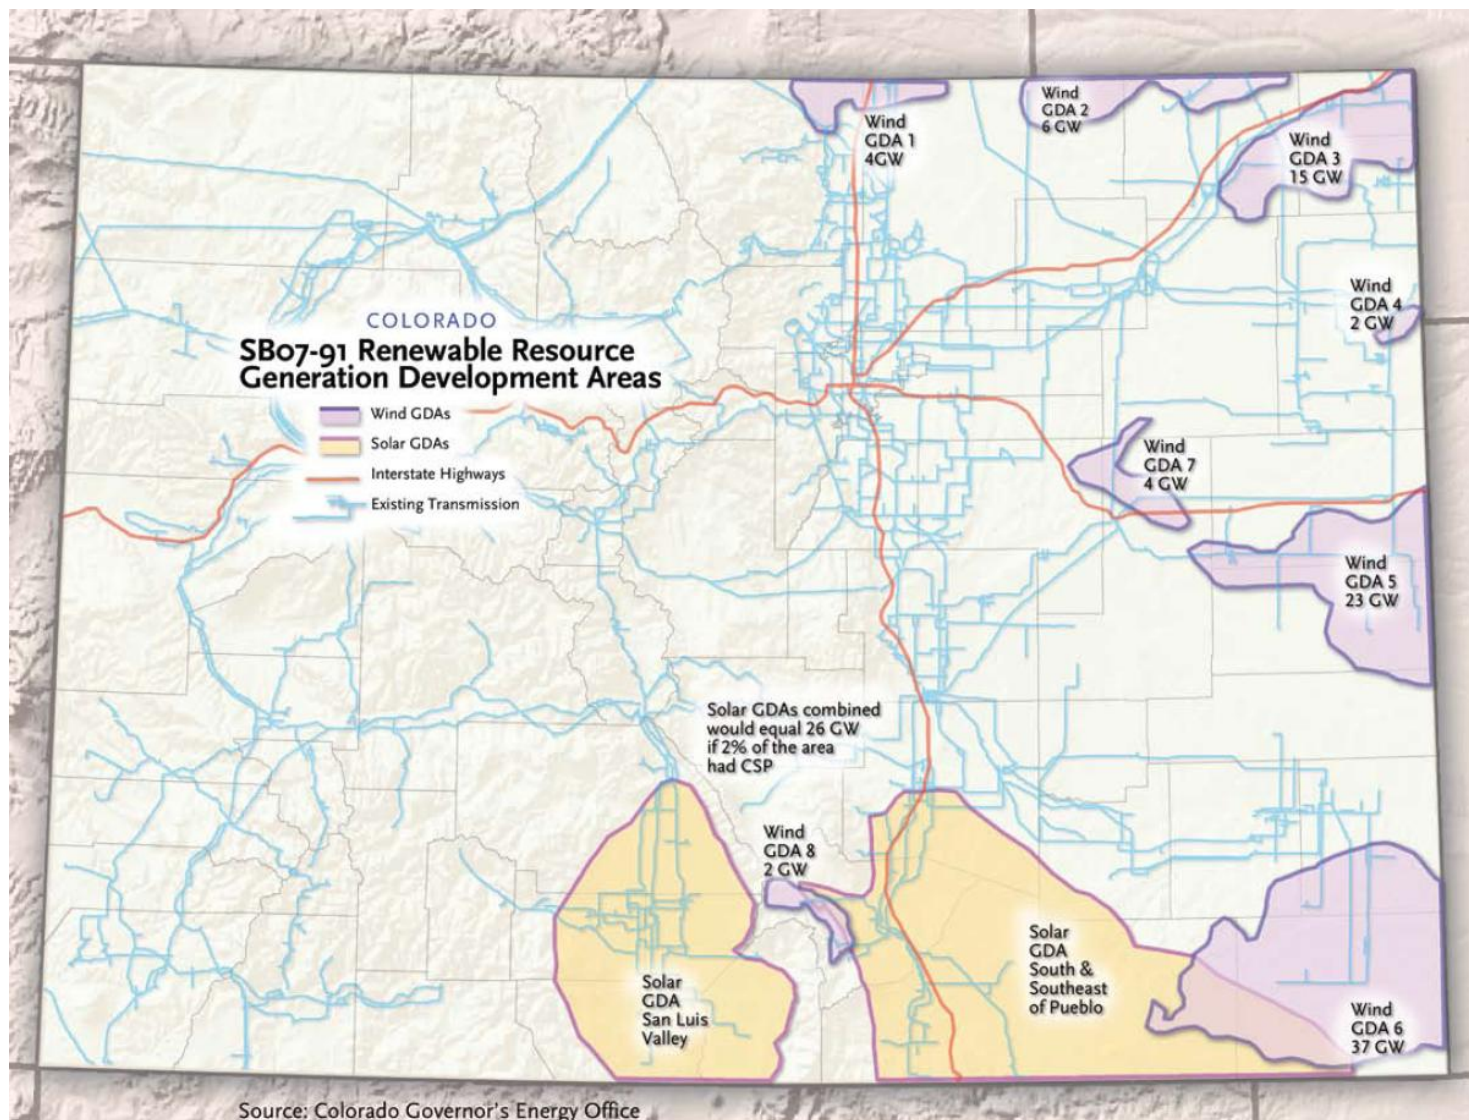 Wind
GDA 1
4GW
Wind
GDA 2
6 GW
Wind
GDA 3
15 GW
Wind
GDA 4
2 GW
COLORADO
SB07-91 Renewable Resource
Generation Development Areas
Wind GDAs
Solar GDAs
Interstate Highways
Existing Transmission
Wind
GDA 7
4 GW
Wind
GDA 5
23 GW
Solar GDAs combined
would equal 26 GW
if 2% of the area
had CSP
Wind
GDA 8
2 GW
Solar
GDA
San Luis
Valley
Solar
GDA
South &
Southeast
of Pueblo
Wind
GDA 6
37 GW
Source: Colorado Governor's Energy Office